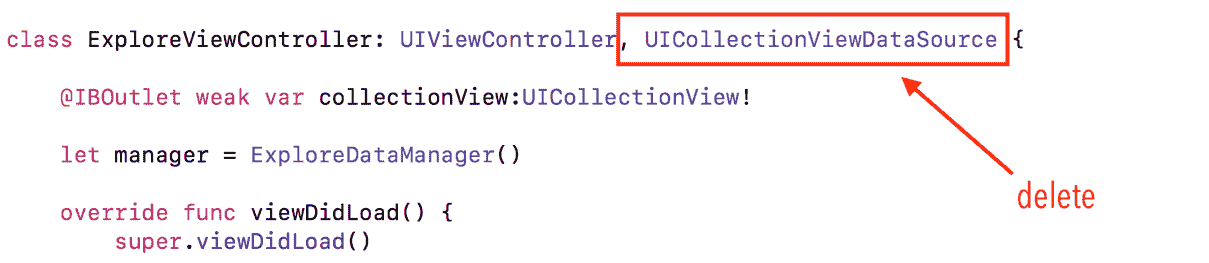 class ExploreViewController: UIViewController, UICollectionViewDataSource {
@IBOutlet weak var collectionView:UICollectionView!
let manager = ExploreDataManager()
delete
override func viewDidLoad() {
super.viewDidLoad()